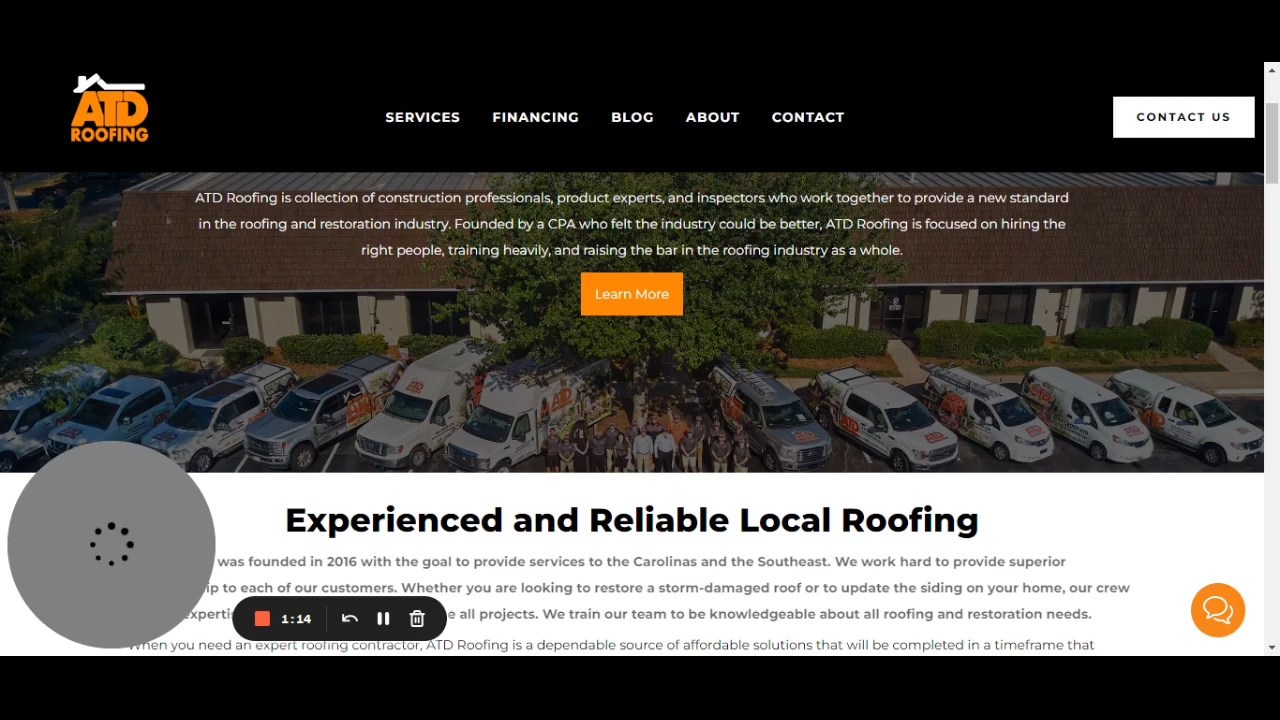 ATD
ROOFING
SERVICES FINANCING BLOG ABOUT CONTACT
CONTACT US
ATD Roofing is collection of construction professionals, product experts, and inspectors who work together to provide a new standard
in the roofing and restoration industry. Founded by a CPA who felt the industry could be better, ATD Roofing is focused on hiring the
right people, training heavily, and raising the bar in the roofing industry as a whole.
Learn More
Experienced and Reliable Local Roofing
was founded in 2016 with the goal to provide services to the Carolinas and the Southeast. We work hard to provide superior
to each of our customers. Whether you are looking to restore a storm-damaged roof or to update the siding on your home, our crew
all projects. We train our team to be knowledgeable about all roofing and restoration needs.
1:14
When you need an expert roofing contractor, ATD Roofing is a dependable source of affordable solutions that will be completed in a timeframe that